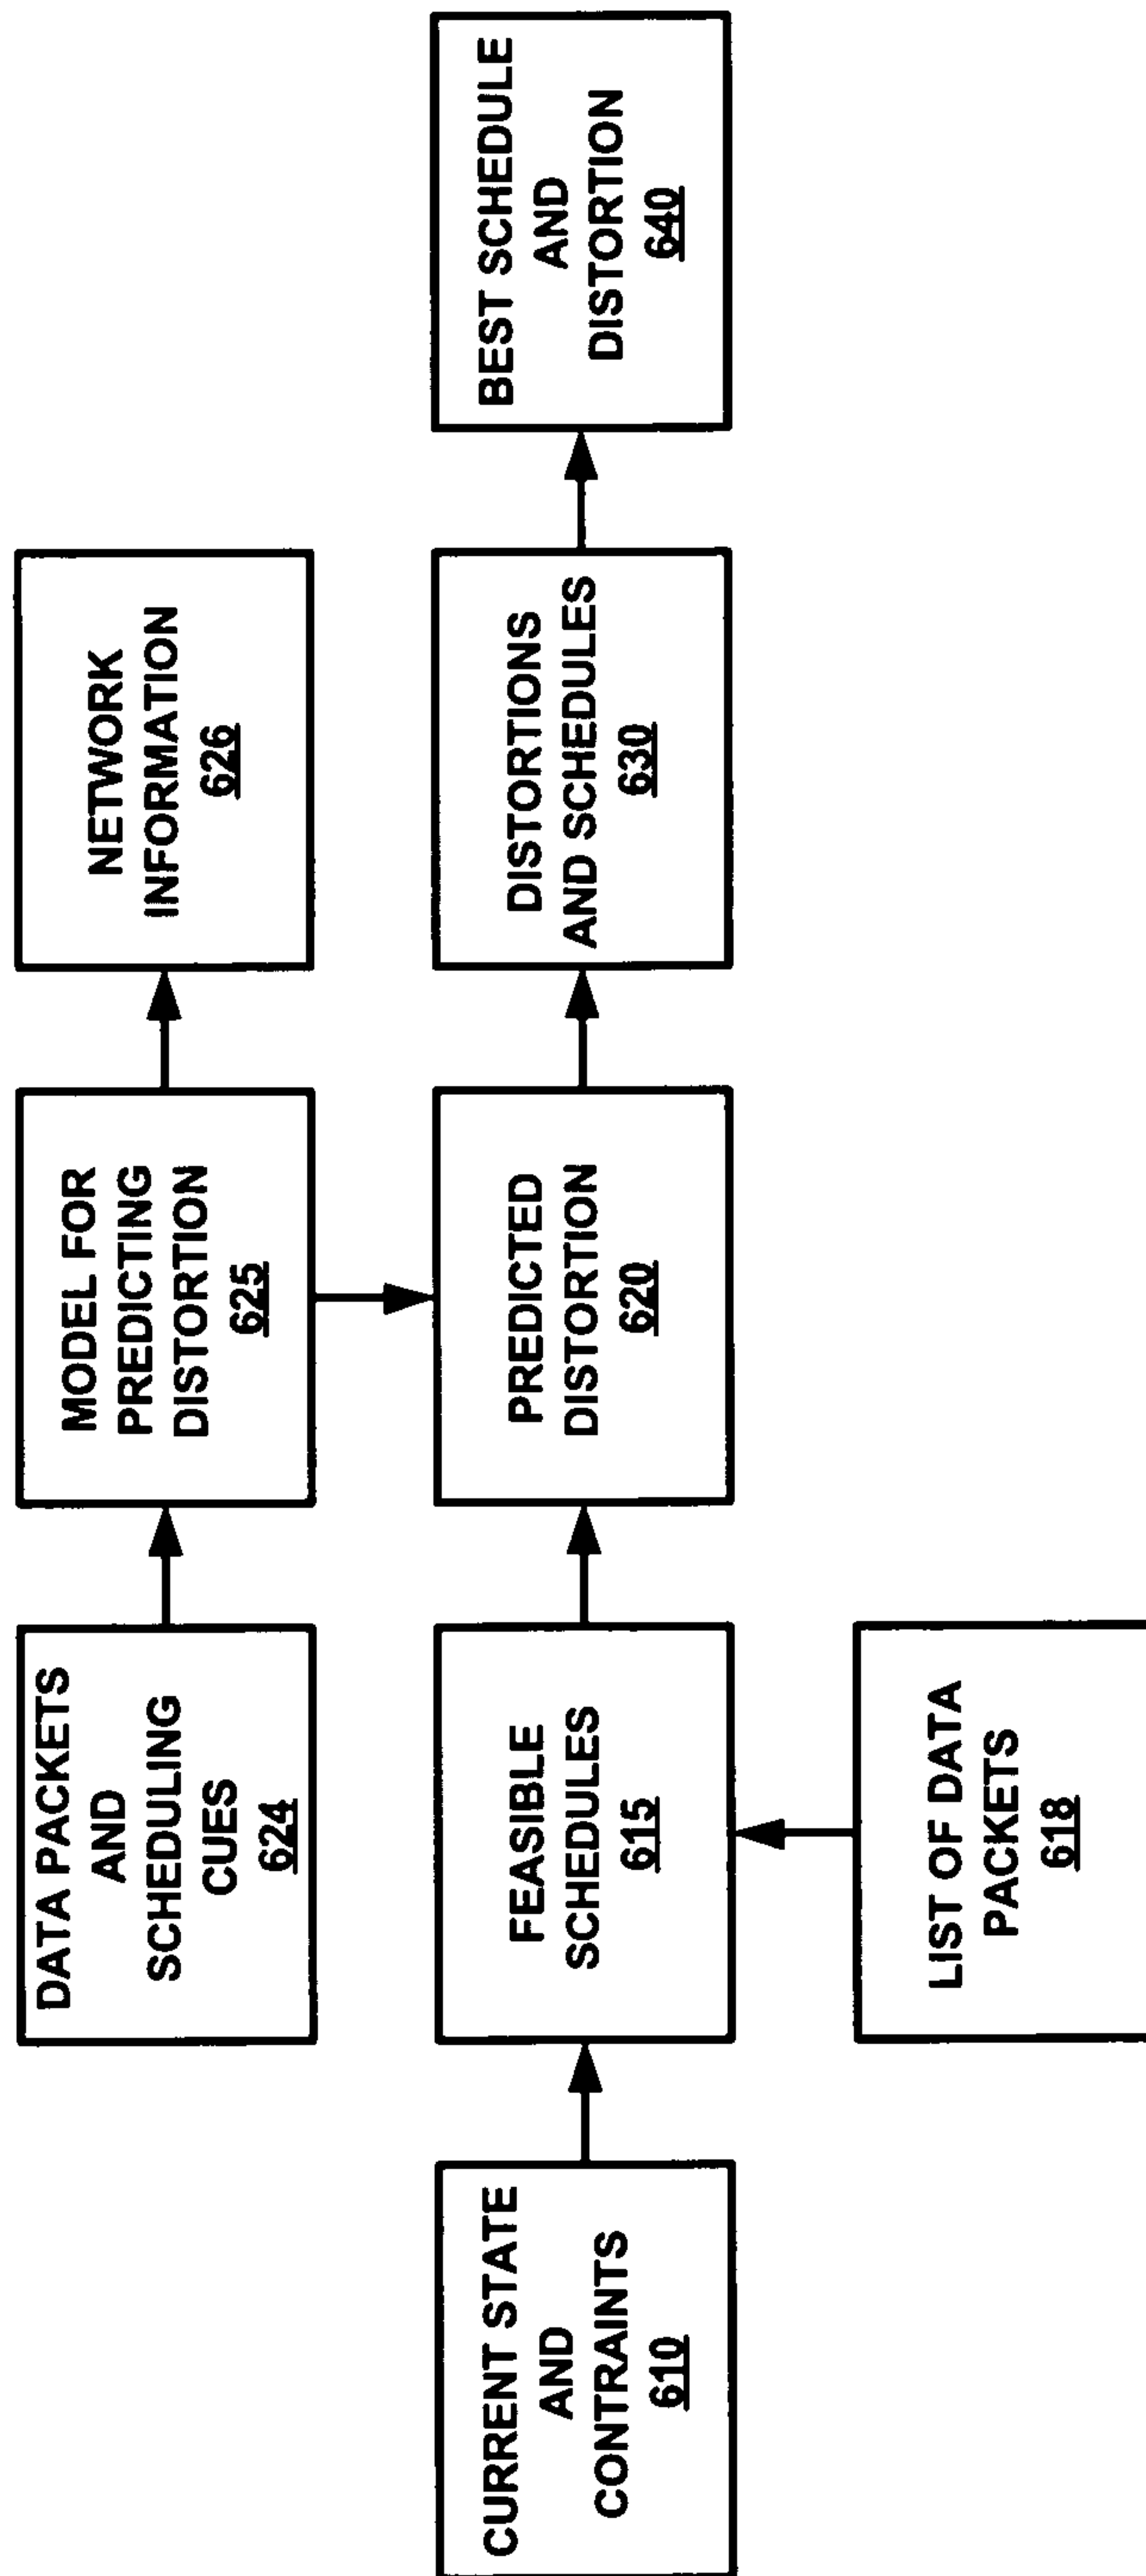 DATA PACKETS
AND
SCHEDULING
CUES
624
MODEL FOR
PREDICTING
DISTORTION
625
NETWORK
INFORMATION
626
CURRENT STATE
AND
CONTRAINTS
610
FEASIBLE
SCHEDULES
615
PREDICTED
DISTORTION
620
DISTORTIONS
AND SCHEDULES
630
BEST SCHEDULE
AND
DISTORTION
640
LIST OF DATA
PACKETS
618